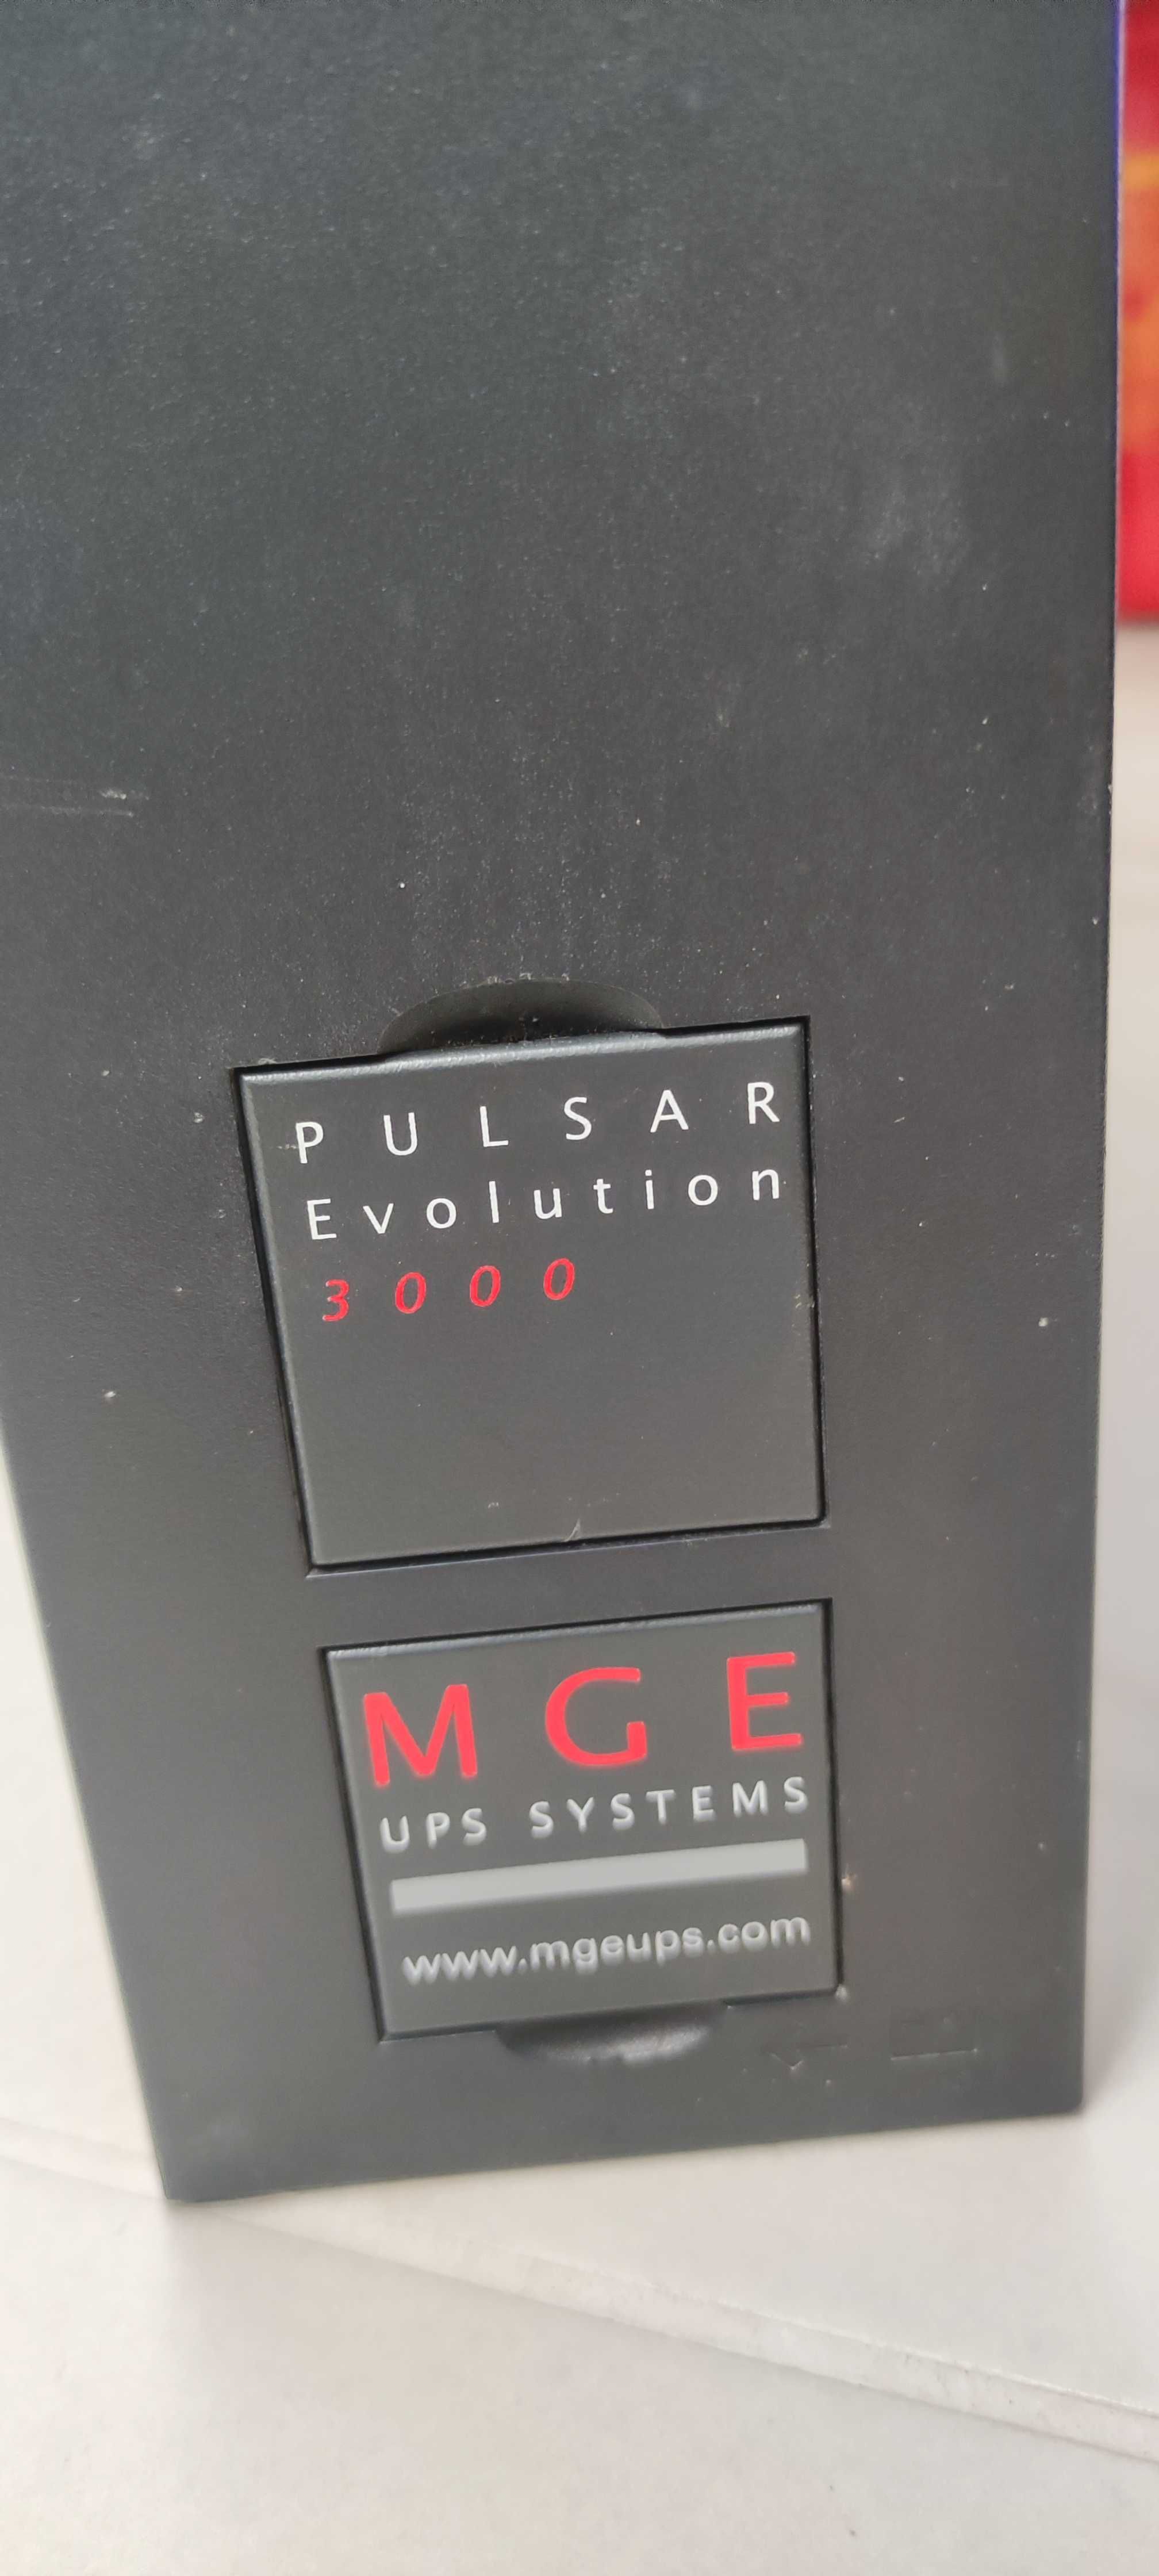 PULSAR
Evolution
3000
MGE
UPS SYSTEMS
www.mgeups.com